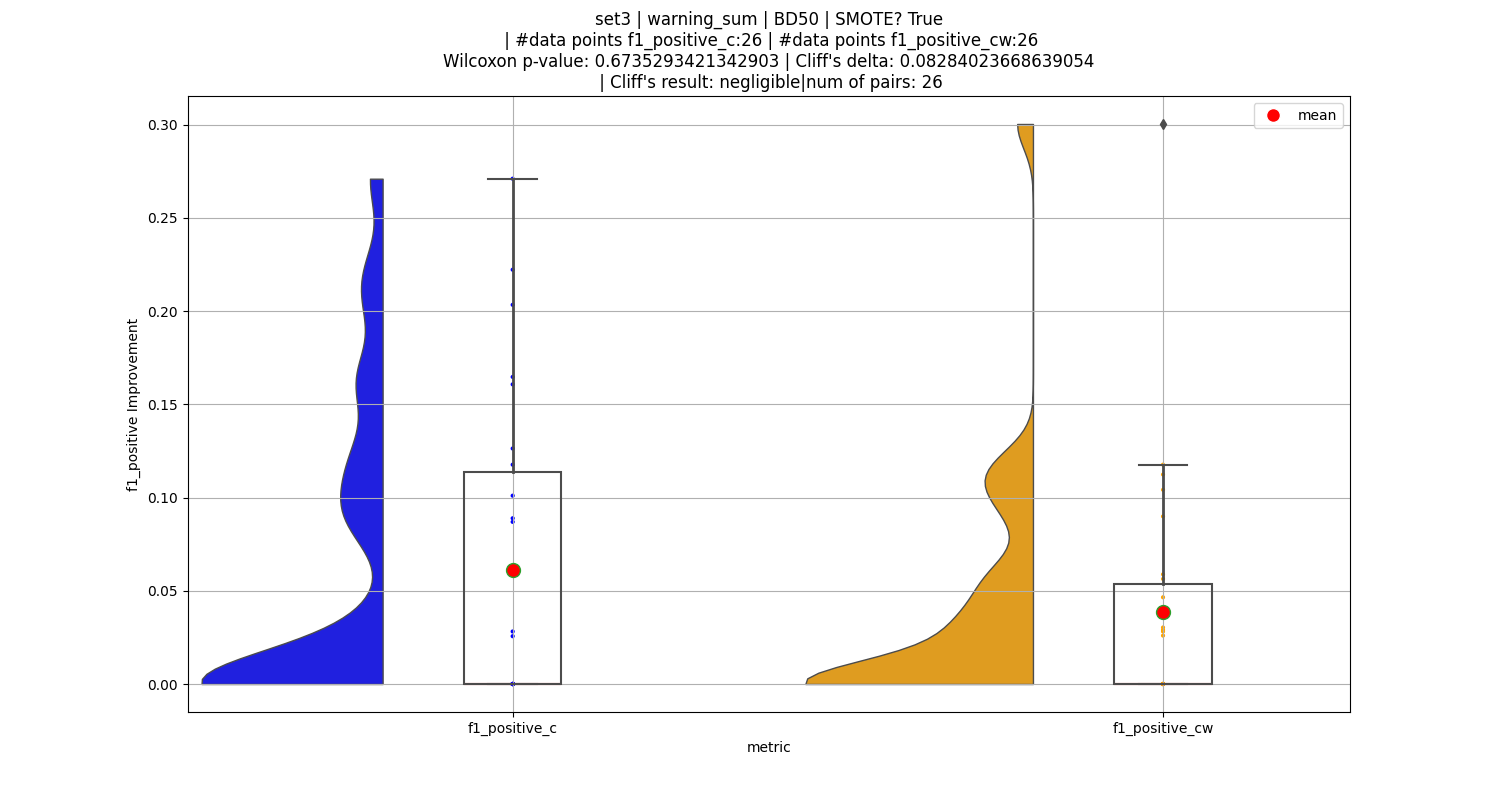 set3 | warning_sum | BD50 | SMOTE? True
| #data points f1_positive_c:26 | #data points f1_positive_cw:26
Wilcoxon p-value: 0.6735293421342903 | Cliff's delta: 0.08284023668639054
| Cliff's result: negligible|num of pairs: 26
mean
0.30
0.25
0.20
0.15
0.10
0.05
0.00
f1_positive Improvement
f1_positive_c
f1_positive_cw
metric